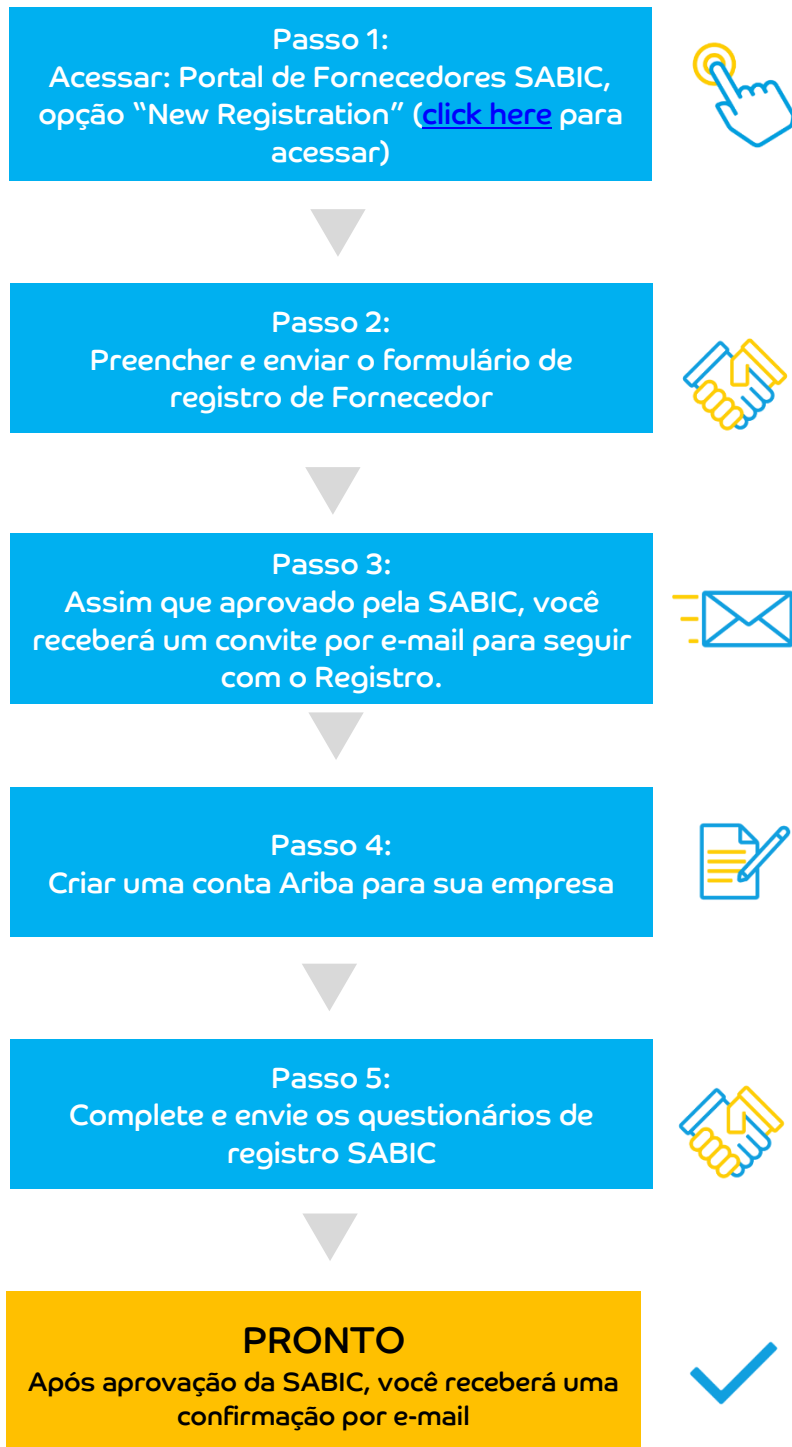 Passo 1:
Acessar: Portal de Fornecedores SABIC,
opção “New Registration” (click here para
acessar)
Passo 2:
Preencher e enviar o formulário de
registro de Fornecedor
Passo 3:
Assim que aprovado pela SABIC, você
receberá um convite por e-mail para seguir
com o Registro.
Passo 4:
Criar uma conta Ariba para sua empresa
Passo 5:
Complete e envie os questionários de
registro SABIC
PRONTO
Após aprovação da SABIC, você receberá uma
confirmação por e-mail